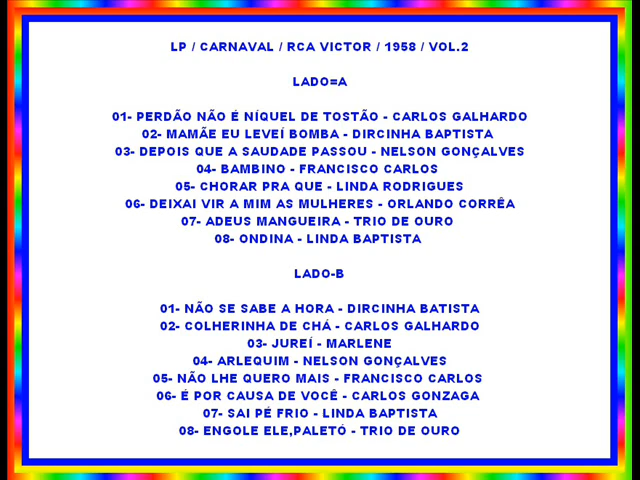 LP / CARNAVAL / RCA VICTOR / 1958 / VOL.2
LADO=A
01- PERDÃO NÃO É NÍQUEL DE TOSTÃO - CARLOS GALHARDO
02- MAMÃE EU LEVEÍ BOMBA - DIRCINHA BAPTISTA
03- DEPOIS QUE A SAUDADE PASSOU - NELSON GONÇALVES
04- BAMBINO - FRANCISCO CARLOS
05- CHORAR PRA QUE - LINDA RODRIGUES
06- DEIXAI VIR A MIM AS MULHERES - ORLANDO CORRÊA
07- ADEUS MANGUEIRA - TRIO DE OURO
08- ONDINA - LINDA BAPTISTA
LADO-B
01- NÃO SE SABE A HORA - DIRCINHA BATISTA
02- COLHERINHA DE CHÁ - CARLOS GALHARDO
03- JUREÍ - MARLENE
04- ARLEQUIM - NELSON GONÇALVES
05- NÃO LHE QUERO MAIS - FRANCISCO CARLOS
06- É POR CAUSA DE VOCÊ - CARLOS GONZAGA
07- SAI PÉ FRIO - LINDA BAPTISTA
08- ENGOLE ELE,PALETÓ - TRIO DE OURO